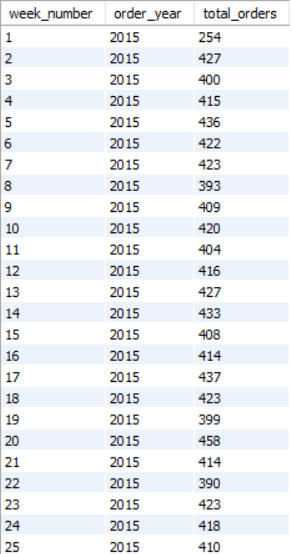 week_number order_year total_orders
1 2015 254
2 2015 427
3 2015 400
4 2015 415
5 2015 436
6 2015 422
7 2015 423
8 2015 393
9 2015 409
10 2015 420
11 2015 404
12 2015 416
13 2015 427
14 2015 433
15 2015 408
16 2015 414
17 2015 437
18 2015 423
19 2015 399
20 2015 458
21 2015 414
22 2015 390
23 2015 423
24 2015 418
25 2015 410